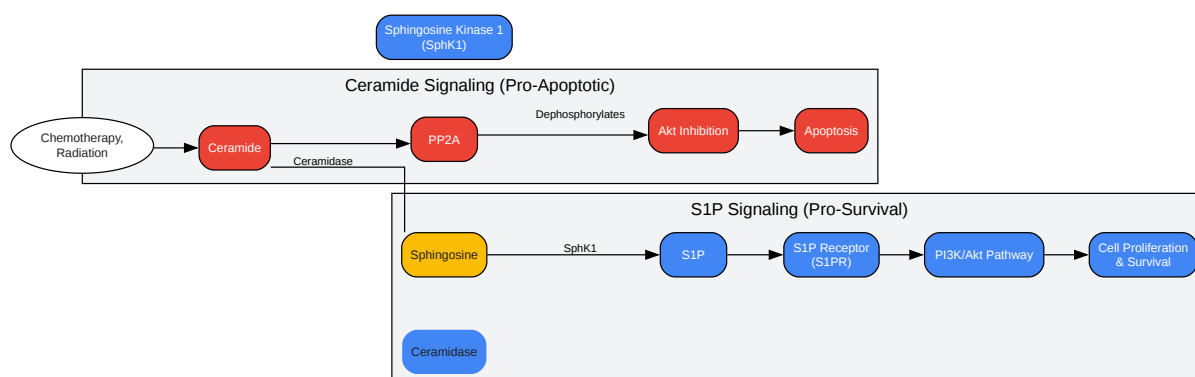 Sphingosine Kinase 1
(SphK1)
Ceramide Signaling (Pro-Apoptotic)
Chemotherapy,
Radiation
Ceramide
PP2A
Dephosphorylates
Akt Inhibition
Apoptosis
Ceramidase
S1P Signaling (Pro-Survival)
Sphingosine
SphK1
S1P
S1P Receptor
(S1PR)
PI3K/Akt Pathway
Cell Proliferation
& Survival
Ceramidase